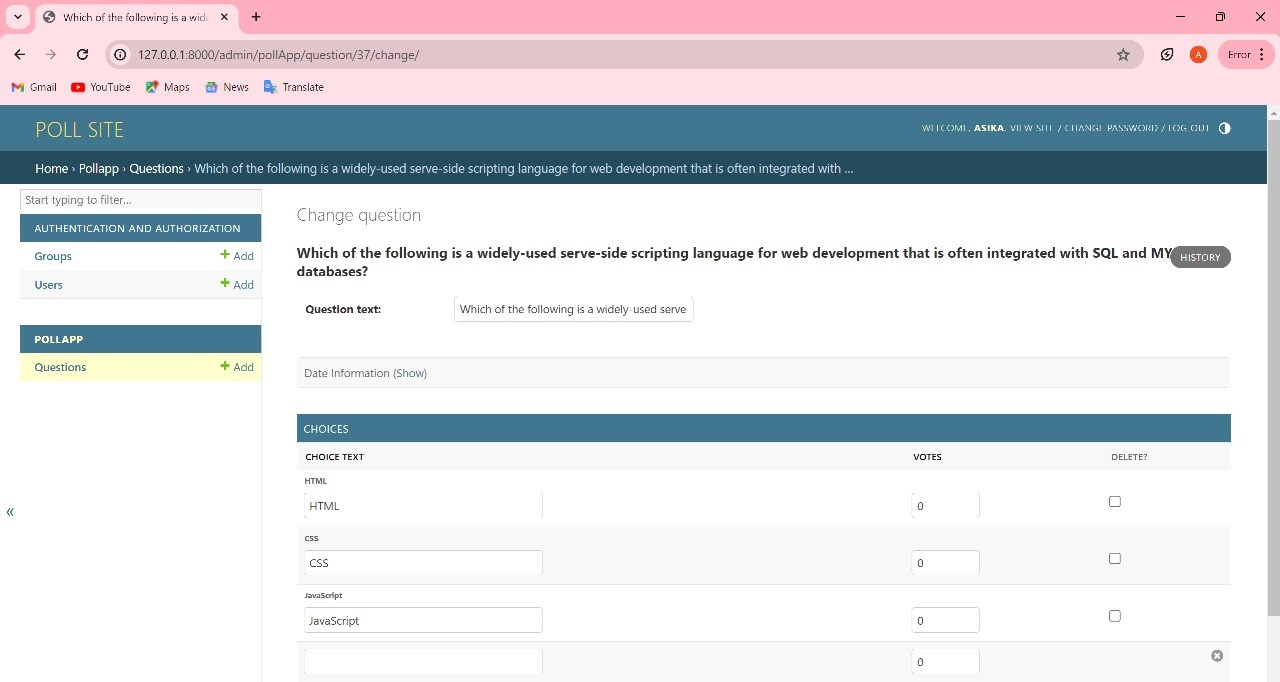 Which of the following is a wide
127.0.0.1:8000/admin/pollApp/question/37/change/
A
Error
Gmail
YouTube
Maps
News
Translate
POLL SITE
WELCOME, ASIKA. VIEW SITE / CHANGE PASSWORD / LOG OUT
Home › Pollapp › Questions › Which of the following is a widely-used serve-side scripting language for web development that is often integrated with ...
Start typing to filter...
AUTHENTICATION AND AUTHORIZATION
Groups
+ Add
Users
+ Add
POLLAPP
Questions
+ Add
«
Change question
Which of the following is a widely-used serve-side scripting language for web development that is often integrated with SQL and MY
databases?
HISTORY
Question text:
Which of the following is a widely-used serve
Date Information (Show)
CHOICES
CHOICE TEXT
VOTES
DELETE?
HTML
HTML
0
CSS
CSS
0
JavaScript
JavaScript
0
0